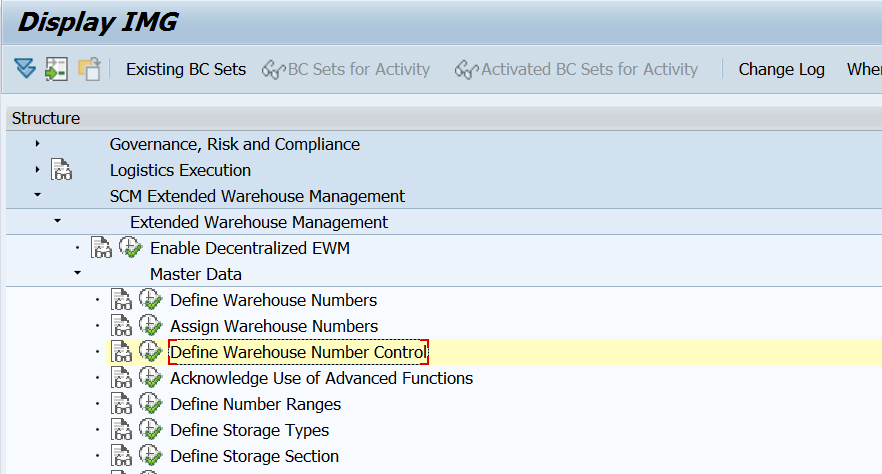 Display IMG
Existing BC Sets BC Sets for Activity Activated BC Sets for Activity Change Log Wher
Structure
Governance, Risk and Compliance
Logistics Execution
SCM Extended Warehouse Management
Extended Warehouse Management
Enable Decentralized EWM
Master Data
Define Warehouse Numbers
Assign Warehouse Numbers
Define Warehouse Number Control
Acknowledge Use of Advanced Functions
Define Number Ranges
Define Storage Types
Define Storage Section